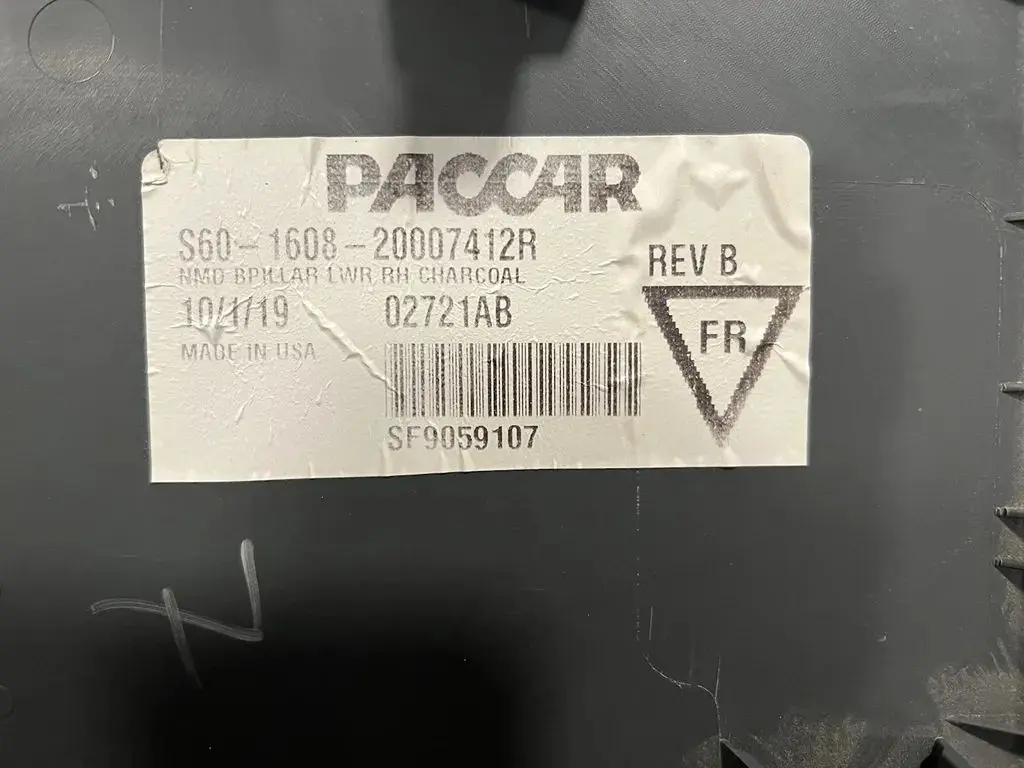 PACCAR
S60-1608-20007412R
NMD BPILLAR LWR RH CHARCOAL
REV B
10/1/19 02721AB
FR
MADE IN USA
SF9059107